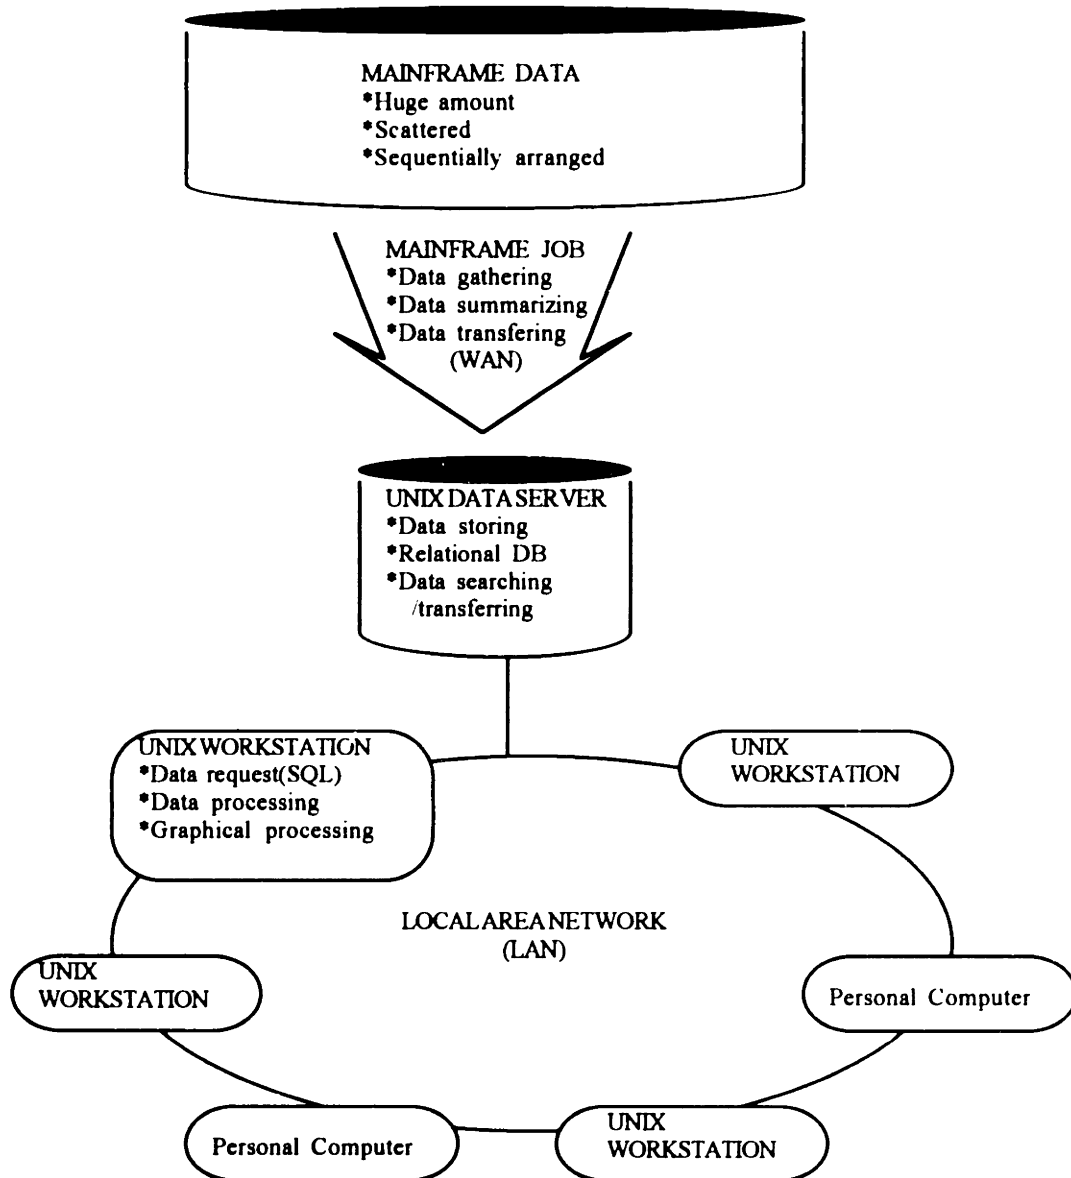 MAINFRAME DATA
*Huge amount
*Scattered
*Sequentially arranged
MAINFRAME JOB
*Data gathering
*Data summarizing
*Data transfering
(WAN)
UNIX DATA SERVER
*Data storing
*Relational DB
*Data searching
/transferring
UNIX WORKSTATION
*Data request(SQL)
*Data processing
*Graphical processing
UNIX
WORKSTATION
LOCAL AREA NETWORK
(LAN)
UNIX
WORKSTATION
Personal Computer
Personal Computer
UNIX
WORKSTATION